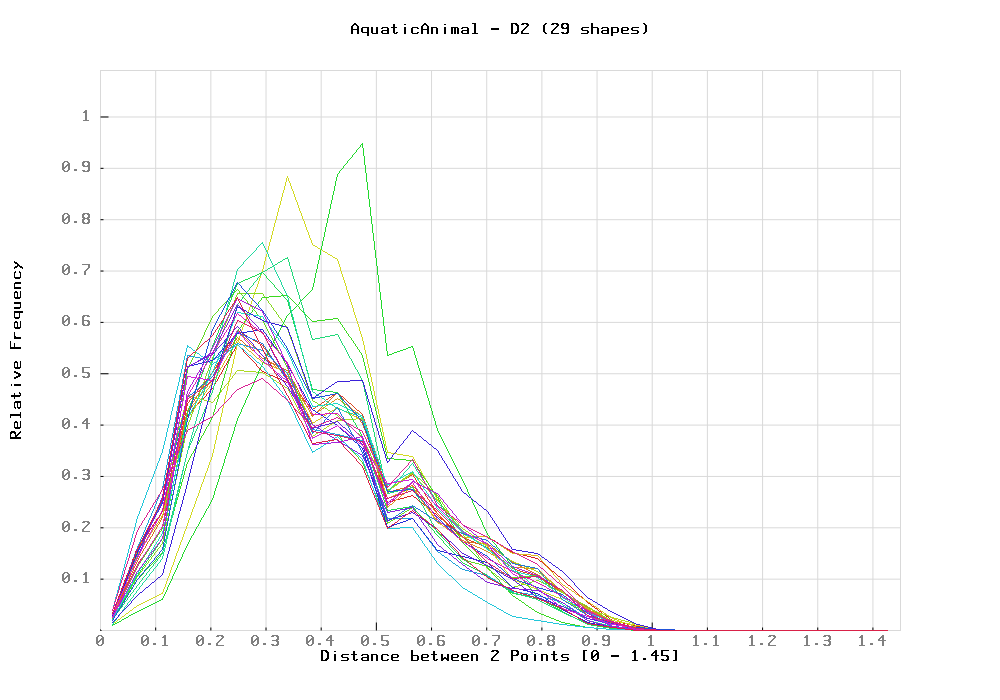 AquaticAnimal - D2 (29 shapes)
Relative Frequency
1
0.9
0.8
0.7
0.6
0.5
0.4
0.3
0.2
0.1
0 0.1 0.2 0.3 0.4 0.5 0.6 0.7 0.8 0.9 1 1.1 1.2 1.3 1.4
Distance between 2 Points [0 - 1.45]